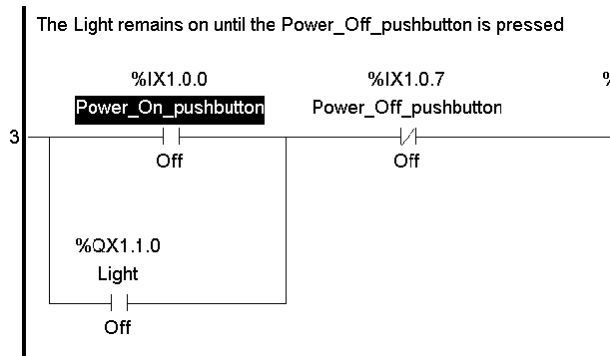 The Light remains on until the Power_Off_pushbutton is pressed
%IX1.0.0
%IX1.0.7
%
Power_On_pushbutton
Power_Off_pushbutton
3
Off
Off
%QX1.1.0
Light
Off